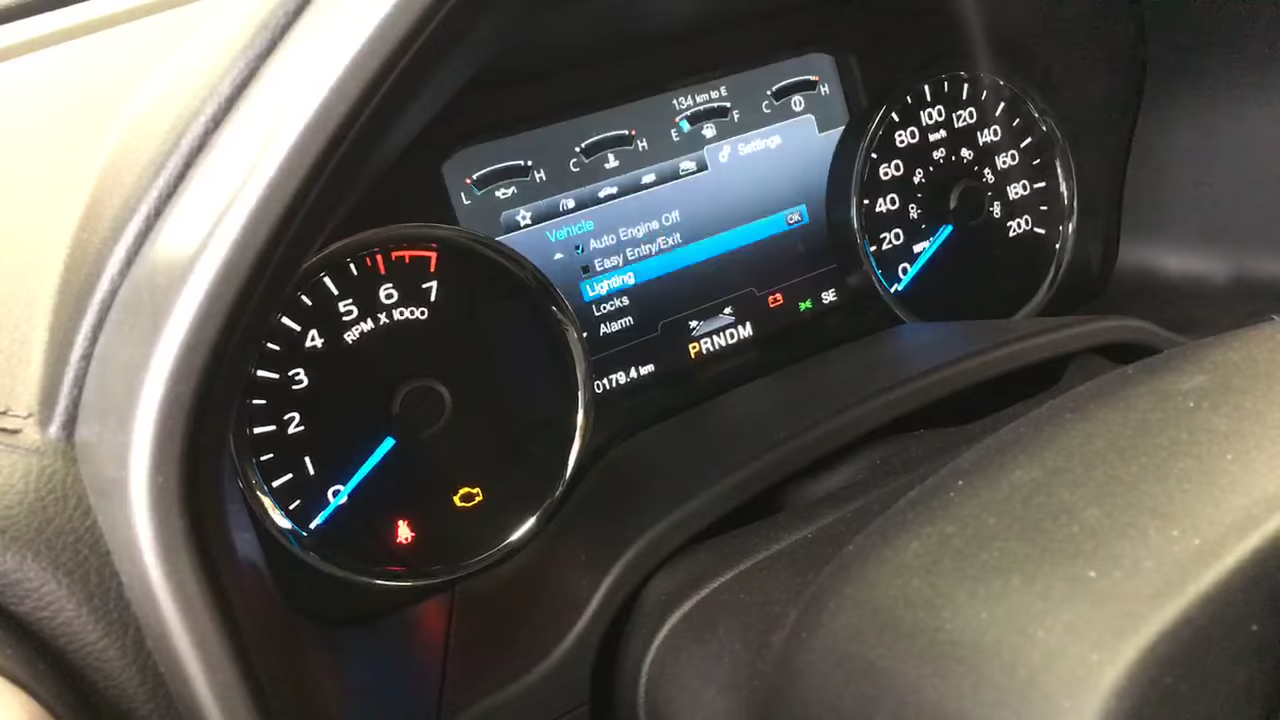 134 km to E
L H
C H
E F
C H
Settings
Vehicle
Auto Engine Off
Easy Entry/Exit
Lighting OK
Locks
Alarm
PRNDM
SE
0179.4 km
0 1 2 3 4 5 6 7
RPM X 1000
0 20 40 60 80 100 120 140 160 180 200
km/h
MPH